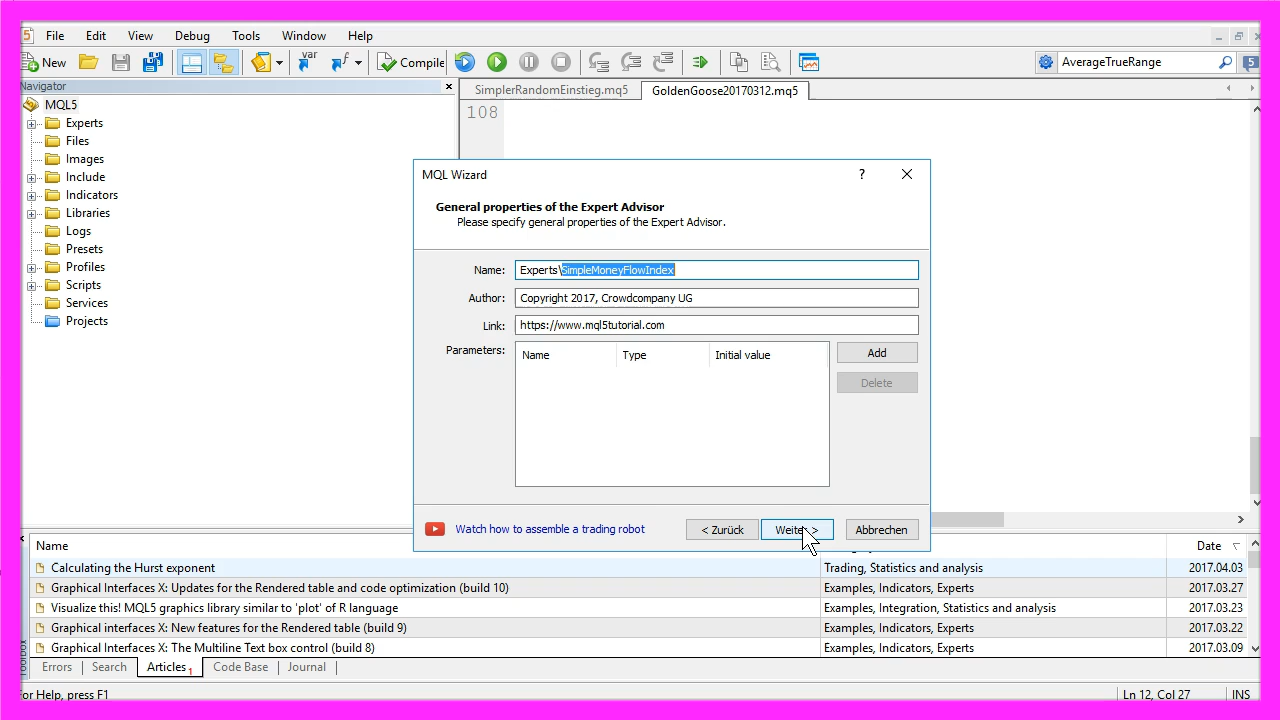 File Edit View Debug Tools Window Help
New var Compile AverageTrueRange 5
Navigator
SimplerRandomEinstieg.mq5 GoldenGoose20170312.mq5
MQL5
108
Experts
Files
Images
Include
Indicators
Libraries
Logs
Presets
Profiles
Scripts
Services
Projects
MQL Wizard ?
General properties of the Expert Advisor
Please specify general properties of the Expert Advisor.
Name: Experts\SimpleMoneyFlowIndex
Author: Copyright 2017, Crowdcompany UG
Link: https://www.mql5tutorial.com
Parameters: Name Type Initial value Add
Delete
Watch how to assemble a trading robot < Zurück Weiter > Abbrechen
Name Date
Calculating the Hurst exponent Trading, Statistics and analysis 2017.04.03
Graphical Interfaces X: Updates for the Rendered table and code optimization (build 10) Examples, Indicators, Experts 2017.03.27
Visualize this! MQL5 graphics library similar to 'plot' of R language Examples, Integration, Statistics and analysis 2017.03.23
Graphical interfaces X: New features for the Rendered table (build 9) Examples, Indicators, Experts 2017.03.22
Graphical Interfaces X: The Multiline Text box control (build 8) Examples, Indicators, Experts 2017.03.09
Toolbox
Errors Search Articles 1 Code Base Journal
For Help, press F1 Ln 12, Col 27 INS